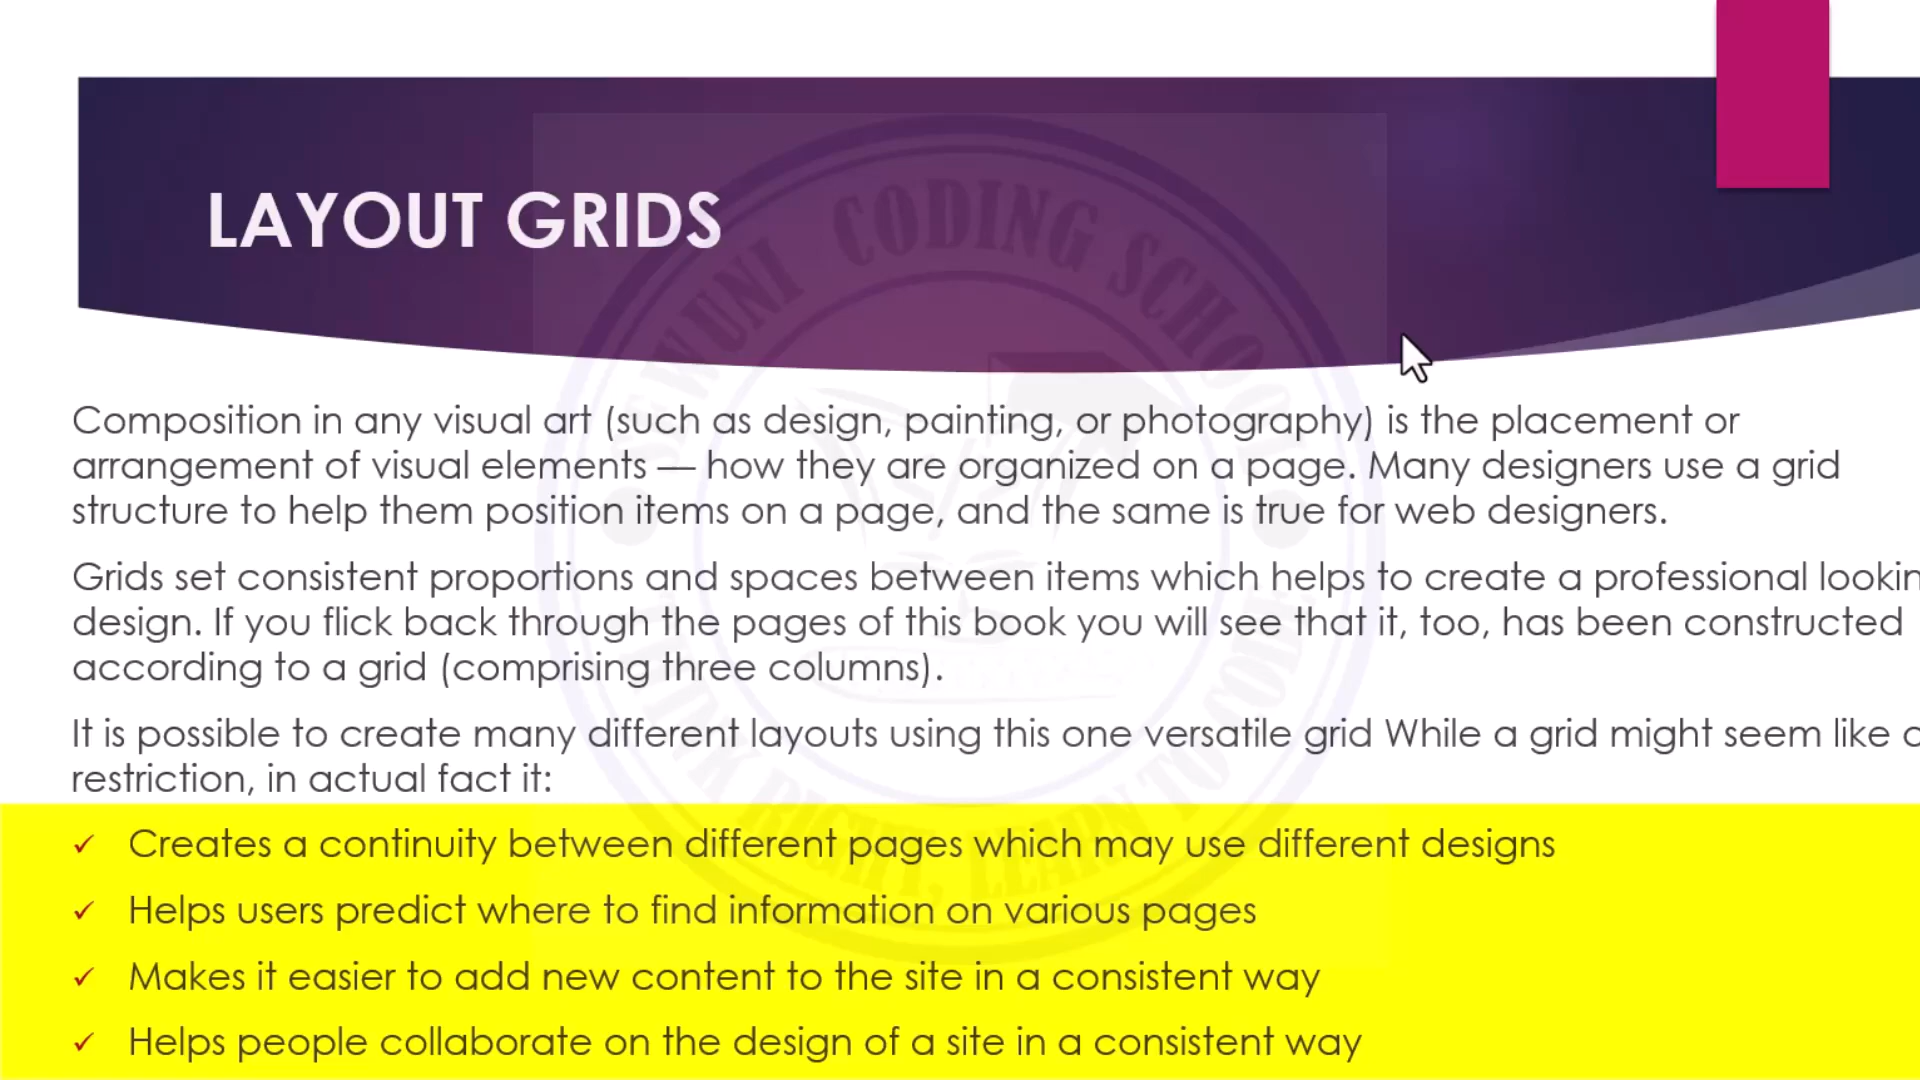 LAYOUT GRIDS
Composition in any visual art (such as design, painting, or photography) is the placement or
arrangement of visual elements — how they are organized on a page. Many designers use a grid
structure to help them position items on a page, and the same is true for web designers.
Grids set consistent proportions and spaces between items which helps to create a professional lookin
design. If you flick back through the pages of this book you will see that it, too, has been constructed
according to a grid (comprising three columns).
It is possible to create many different layouts using this one versatile grid While a grid might seem like a
restriction, in actual fact it:
✓ Creates a continuity between different pages which may use different designs
✓ Helps users predict where to find information on various pages
✓ Makes it easier to add new content to the site in a consistent way
✓ Helps people collaborate on the design of a site in a consistent way
CODING SCHOOL
RIGHT, LEARN TO CODE